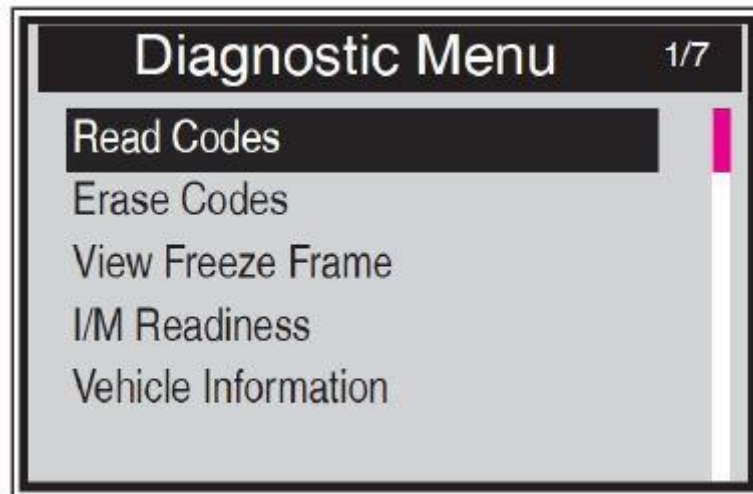 Diagnostic Menu 1/7
Read Codes
Erase Codes
View Freeze Frame
I/M Readiness
Vehicle Information